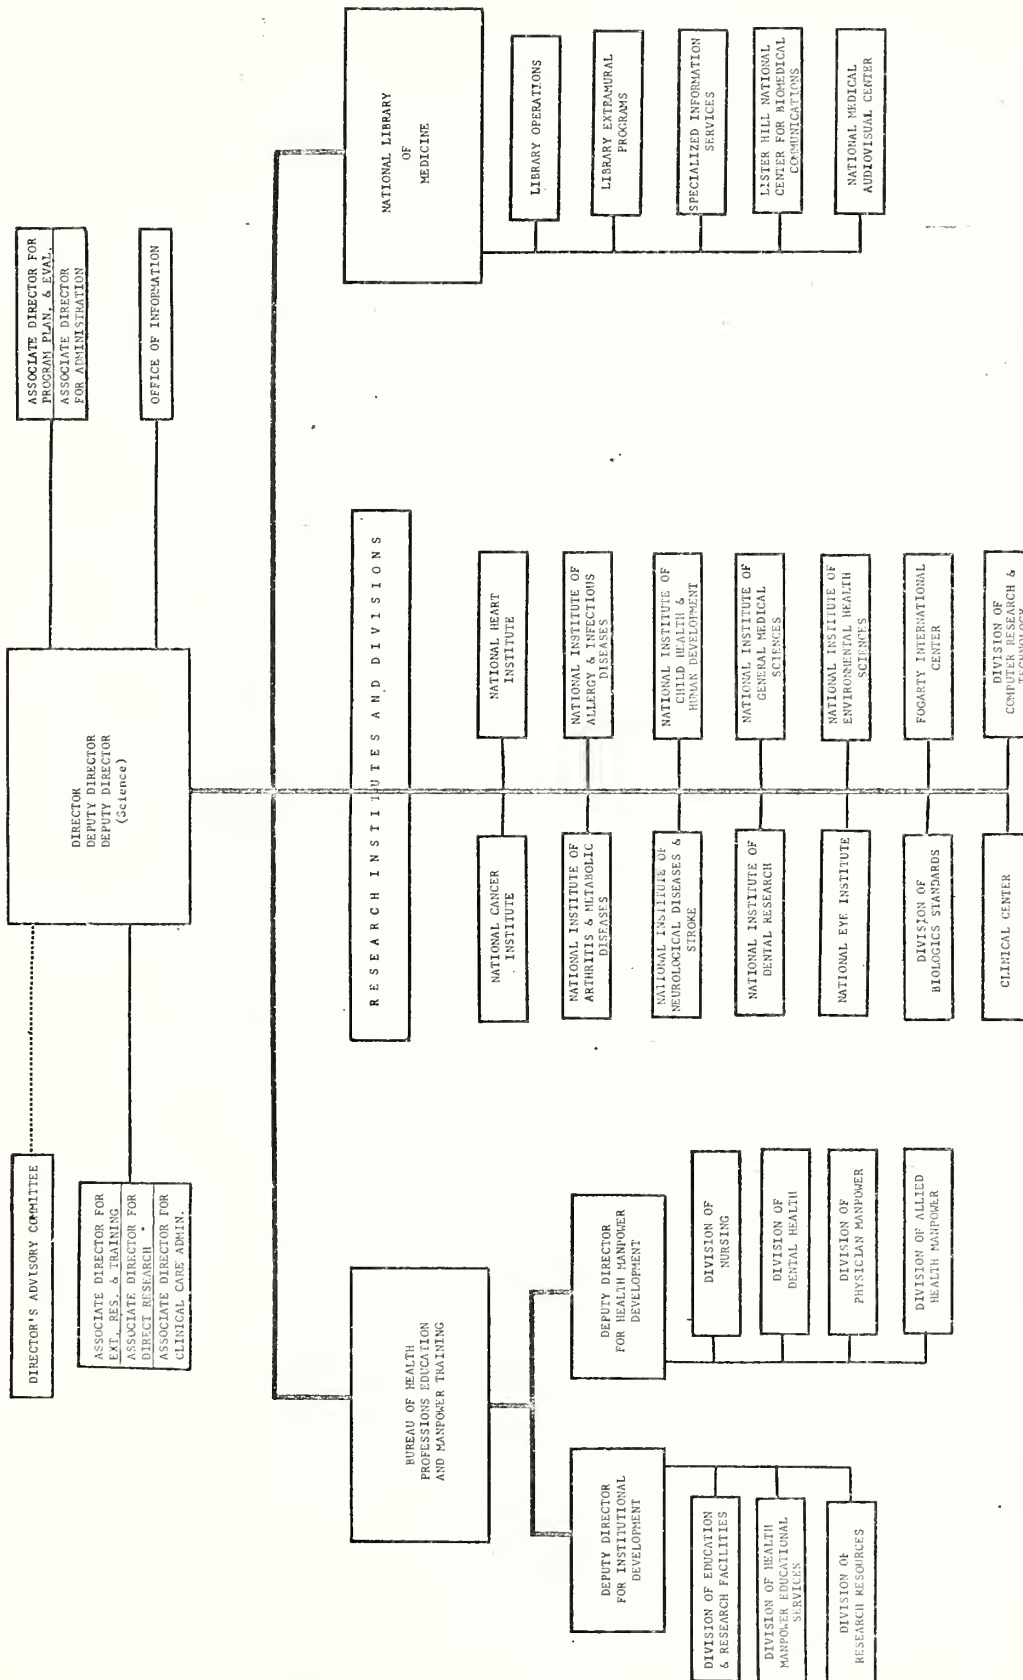 DIRECTOR'S ADVISORY COMMITTEE
ASSOCIATE DIRECTOR FOR
EXT. RES. & TRAINING
ASSOCIATE DIRECTOR FOR
DIRECT RESEARCH
ASSOCIATE DIRECTOR FOR
CLINICAL CARE ADMIN.
DIRECTOR
DEPUTY DIRECTOR
DEPUTY DIRECTOR
(Science)
ASSOCIATE DIRECTOR FOR
PROGRAM PLAN. & EVAL.
ASSOCIATE DIRECTOR
FOR ADMINISTRATION
OFFICE OF INFORMATION
BUREAU OF HEALTH
PROFESSIONS EDUCATION
AND MANPOWER TRAINING
DEPUTY DIRECTOR
FOR INSTITUTIONAL
DEVELOPMENT
DIVISION OF EDUCATION
& RESEARCH FACILITIES
DIVISION OF HEALTH
MANPOWER EDUCATIONAL
SERVICES
DIVISION OF
RESEARCH RESOURCES
DEPUTY DIRECTOR
FOR HEALTH MANPOWER
DEVELOPMENT
DIVISION OF
NURSING
DIVISION OF
DENTAL HEALTH
DIVISION OF
PHYSICIAN MANPOWER
DIVISION OF ALLIED
HEALTH MANPOWER
RESEARCH INSTITUTES AND DIVISIONS
NATIONAL CANCER
INSTITUTE
NATIONAL HEART
INSTITUTE
NATIONAL INSTITUTE OF
ARTHRITIS & METABOLIC
DISEASES
NATIONAL INSTITUTE OF
ALLERGY & INFECTIOUS
DISEASES
NATIONAL INSTITUTE OF
NEUROLOGICAL DISEASES &
STROKE
NATIONAL INSTITUTE OF
CHILD HEALTH &
HUMAN DEVELOPMENT
NATIONAL INSTITUTE OF
DENTAL RESEARCH
NATIONAL INSTITUTE OF
GENERAL MEDICAL
SCIENCES
NATIONAL EYE INSTITUTE
NATIONAL INSTITUTE OF
ENVIRONMENTAL HEALTH
SCIENCES
DIVISION OF
BIOLOGICS STANDARDS
FOGARTY INTERNATIONAL
CENTER
CLINICAL CENTER
DIVISION OF
COMPUTER RESEARCH &
TECHNOLOGY
NATIONAL LIBRARY
OF
MEDICINE
LIBRARY OPERATIONS
LIBRARY EXTRAMURAL
PROGRAMS
SPECIALIZED INFORMATION
SERVICES
LISTER HILL NATIONAL
CENTER FOR BIOMEDICAL
COMMUNICATIONS
NATIONAL MEDICAL
AUDIOVISUAL CENTER